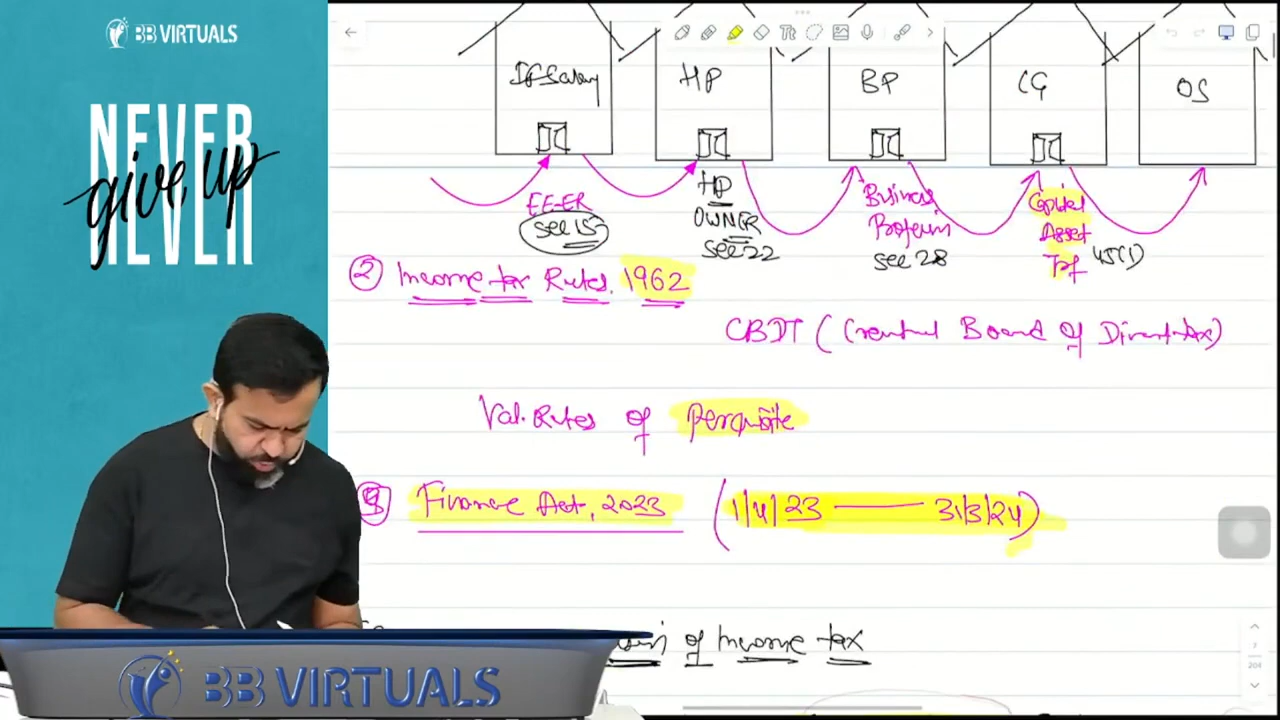 BB VIRTUALS
NEVER
give up
NEVER
IF Salary
HP
BP
CG
OS
EE-ER
sec 15
HP
OWNER
sec 22
Business
Profession
sec 28
Capital
Asset
Trf 45(1)
② Income tax Rules, 1962
CBDT (Central Board of Direct tax)
Val. Rules of Perquisite
Finance Act, 2023 (1/4/23 —— 31/3/24)
of Income tax
BB VIRTUALS
7
204